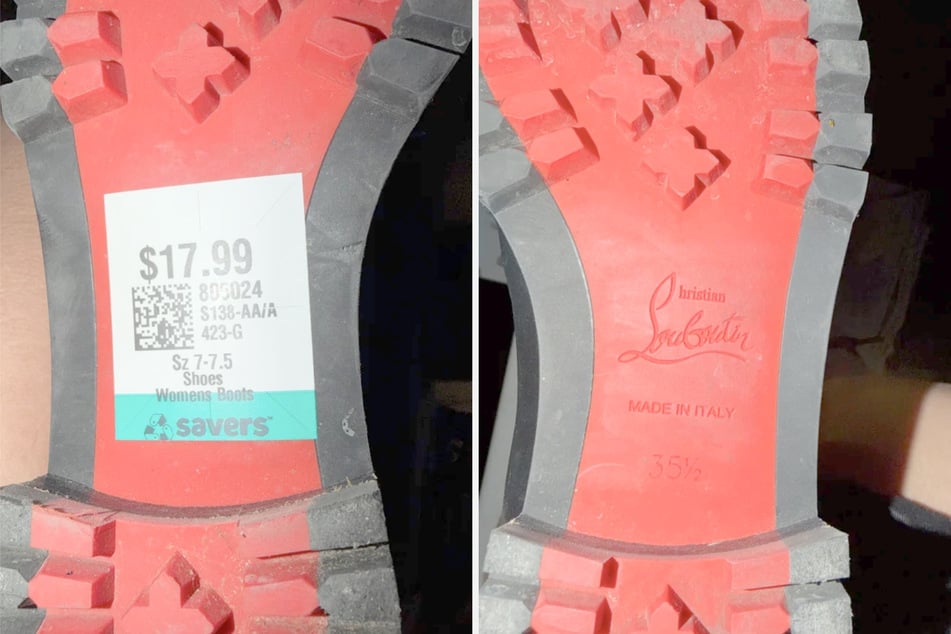 $17.99
805024
S138-AA/A
423-G
Sz 7-7.5
Shoes
Womens Boots
savers™
Christian
Louboutin
MADE IN ITALY
35½